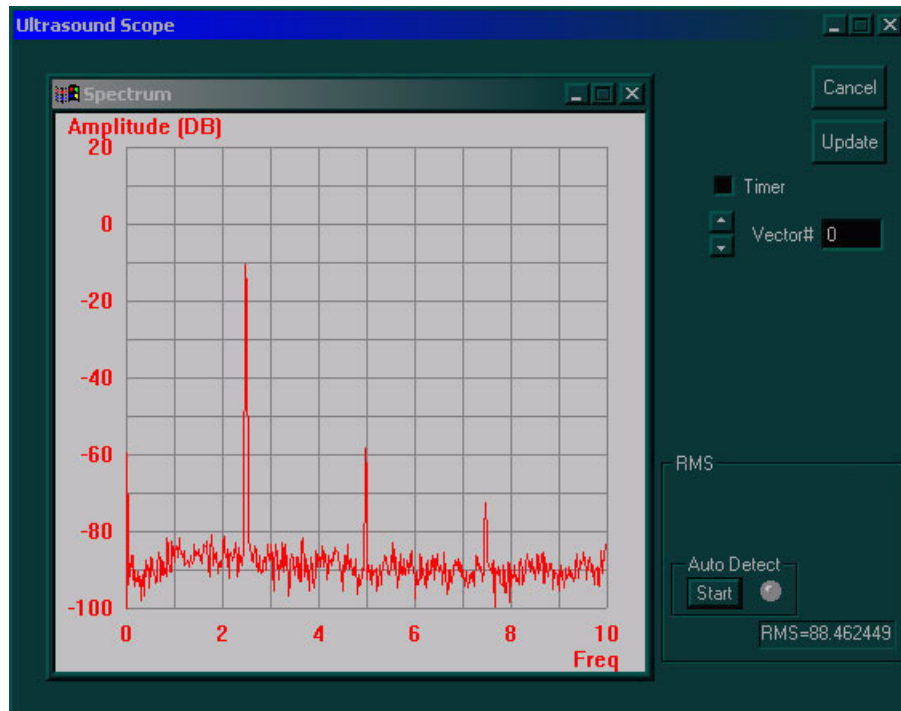 Ultrasound Scope
Spectrum
Cancel
Amplitude (DB)
Update
20
Timer
0
Vector# 0
-20
-40
-60
RMS
-80
Auto Detect
Start
-100
RMS=88.462449
0 2 4 6 8 10
Freq